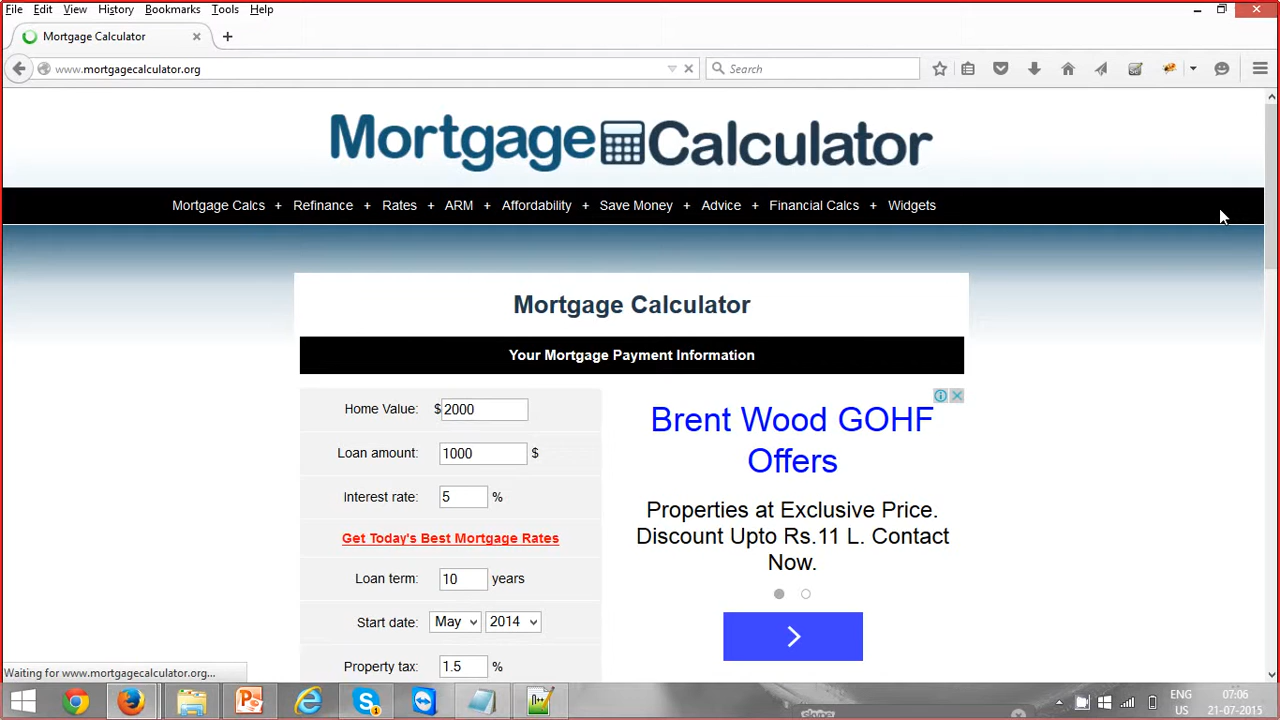 File Edit View History Bookmarks Tools Help
Mortgage Calculator
www.mortgagecalculator.org
Search
Mortgage Calculator
Mortgage Calcs + Refinance + Rates + ARM + Affordability + Save Money + Advice + Financial Calcs + Widgets
Mortgage Calculator
Your Mortgage Payment Information
Home Value: $ 2000
Loan amount: 1000 $
Interest rate: 5 %
Get Today's Best Mortgage Rates
Loan term: 10 years
Start date: May 2014
Property tax: 1.5 %
Brent Wood GOHF
Offers
Properties at Exclusive Price.
Discount Upto Rs.11 L. Contact
Now.
Waiting for www.mortgagecalculator.org...
ENG 07:06
US 21-07-2015